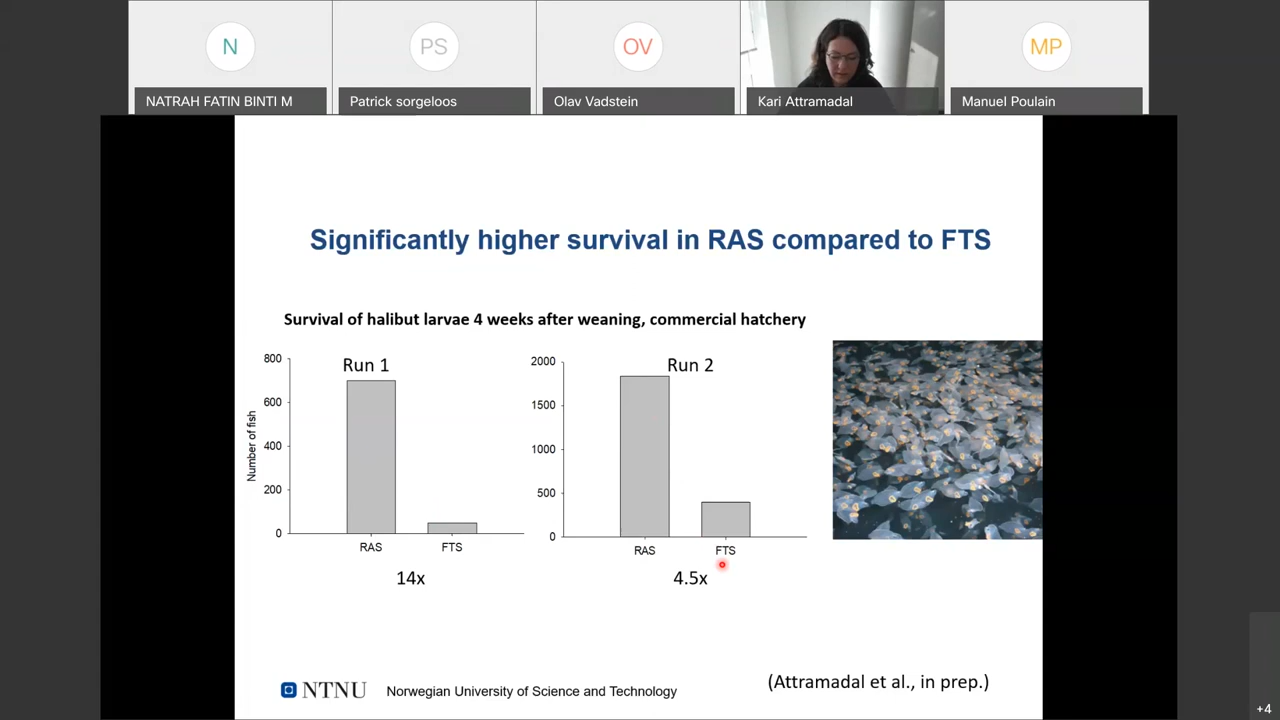 N
PS
OV
MP
NATRAH FATIN BINTI M
Patrick sorgeloos
Olav Vadstein
Kari Attramadal
Manuel Poulain
Significantly higher survival in RAS compared to FTS
Survival of halibut larvae 4 weeks after weaning, commercial hatchery
Run 1
800
600
400
200
0
Number of fish
RAS
FTS
14x
Run 2
2000
1500
1000
500
0
RAS
FTS
4.5x
NTNU
Norwegian University of Science and Technology
(Attramadal et al., in prep.)
+4